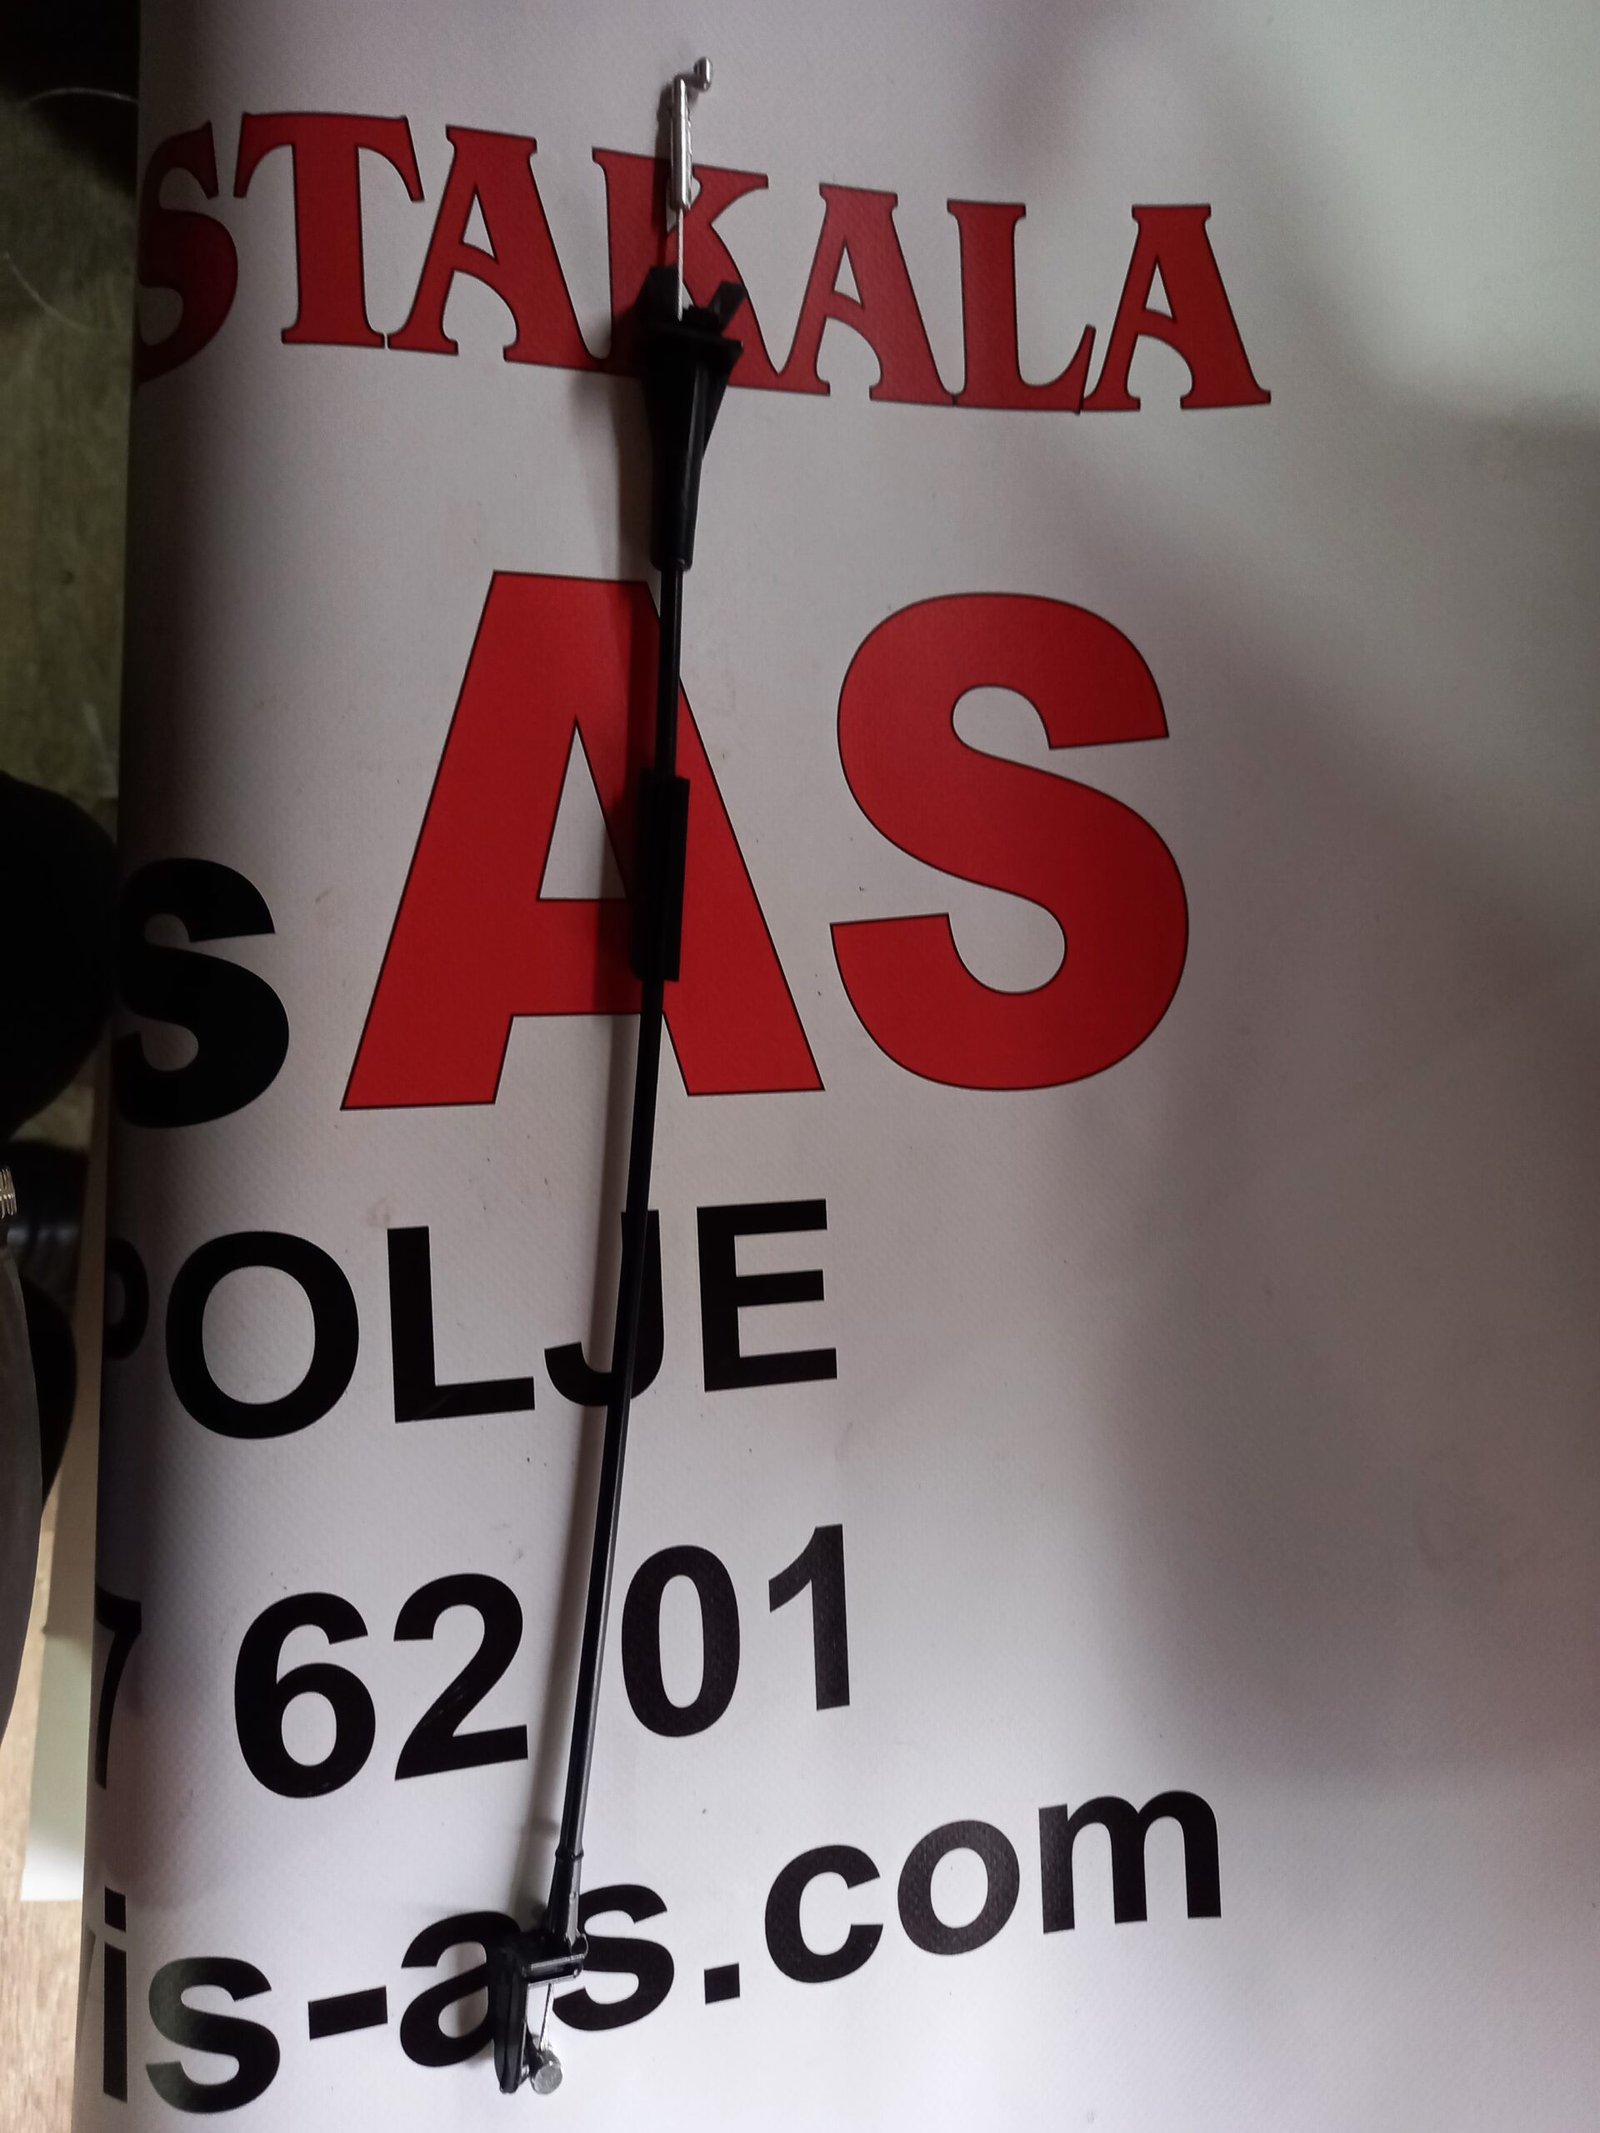 STAKALA
S AS
POLJE
7 62 01
is-as.com